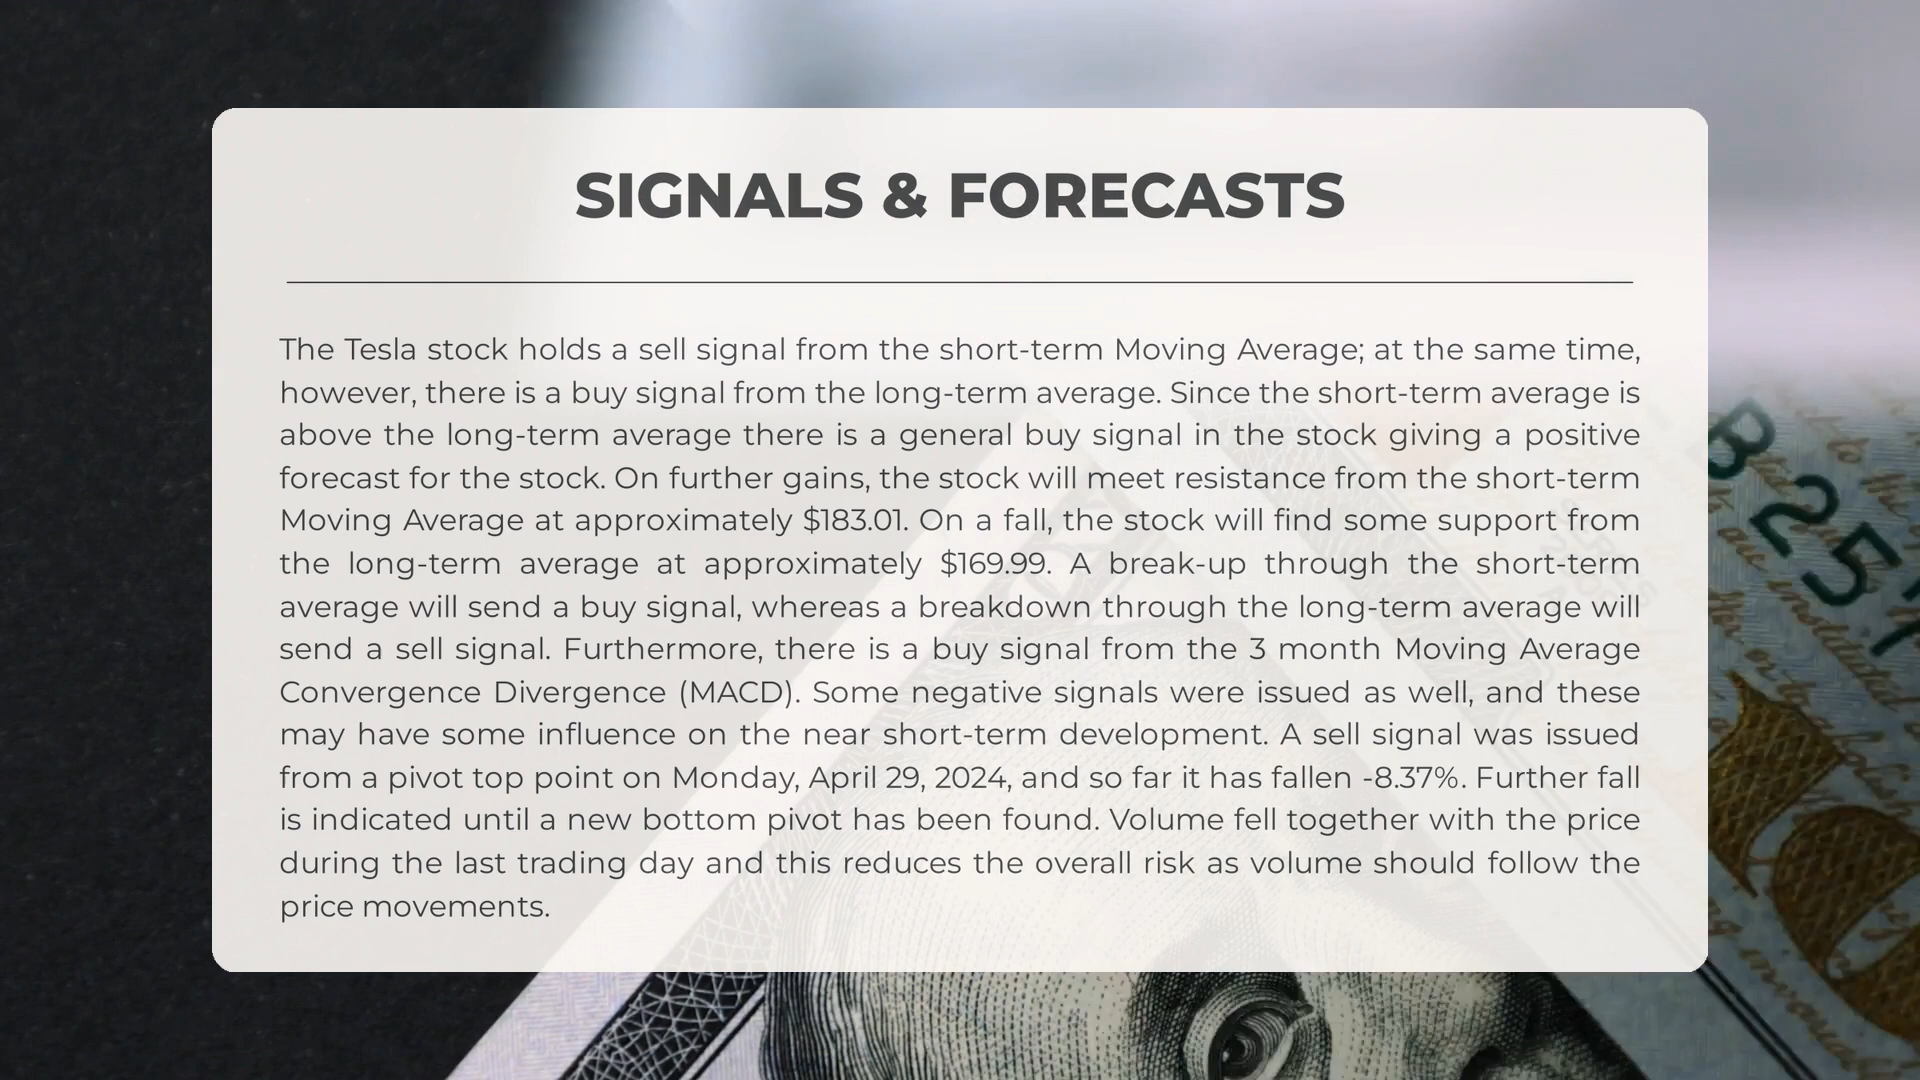 SIGNALS & FORECASTS
The Tesla stock holds a sell signal from the short-term Moving Average; at the same time,
however, there is a buy signal from the long-term average. Since the short-term average is
above the long-term average there is a general buy signal in the stock giving a positive
forecast for the stock. On further gains, the stock will meet resistance from the short-term
Moving Average at approximately $183.01. On a fall, the stock will find some support from
the long-term average at approximately $169.99. A break-up through the short-term
average will send a buy signal, whereas a breakdown through the long-term average will
send a sell signal. Furthermore, there is a buy signal from the 3 month Moving Average
Convergence Divergence (MACD). Some negative signals were issued as well, and these
may have some influence on the near short-term development. A sell signal was issued
from a pivot top point on Monday, April 29, 2024, and so far it has fallen -8.37%. Further fall
is indicated until a new bottom pivot has been found. Volume fell together with the price
during the last trading day and this reduces the overall risk as volume should follow the
price movements.